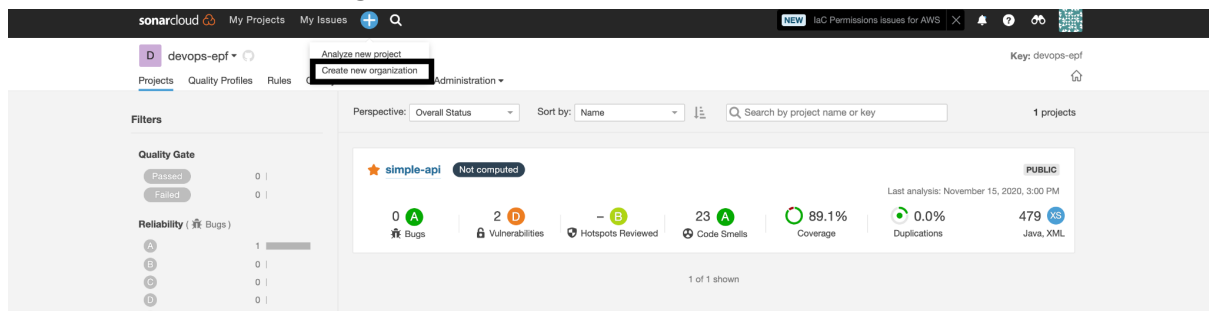 sonarcloud My Projects My Issues NEW IaC Permissions issues for AWS
D devops-epf Analyze new project Key: devops-epf
Create new organization
Projects Quality Profiles Rules Administration
Filters Perspective: Overall Status Sort by: Name Search by project name or key 1 projects
Quality Gate
Passed 0
Failed 0
Reliability ( Bugs )
A 1
B 0
C 0
D 0
simple-api Not computed PUBLIC
Last analysis: November 15, 2020, 3:00 PM
0 A 2 D – B 23 A 89.1% 0.0% 479 XS
Bugs Vulnerabilities Hotspots Reviewed Code Smells Coverage Duplications Java, XML
1 of 1 shown